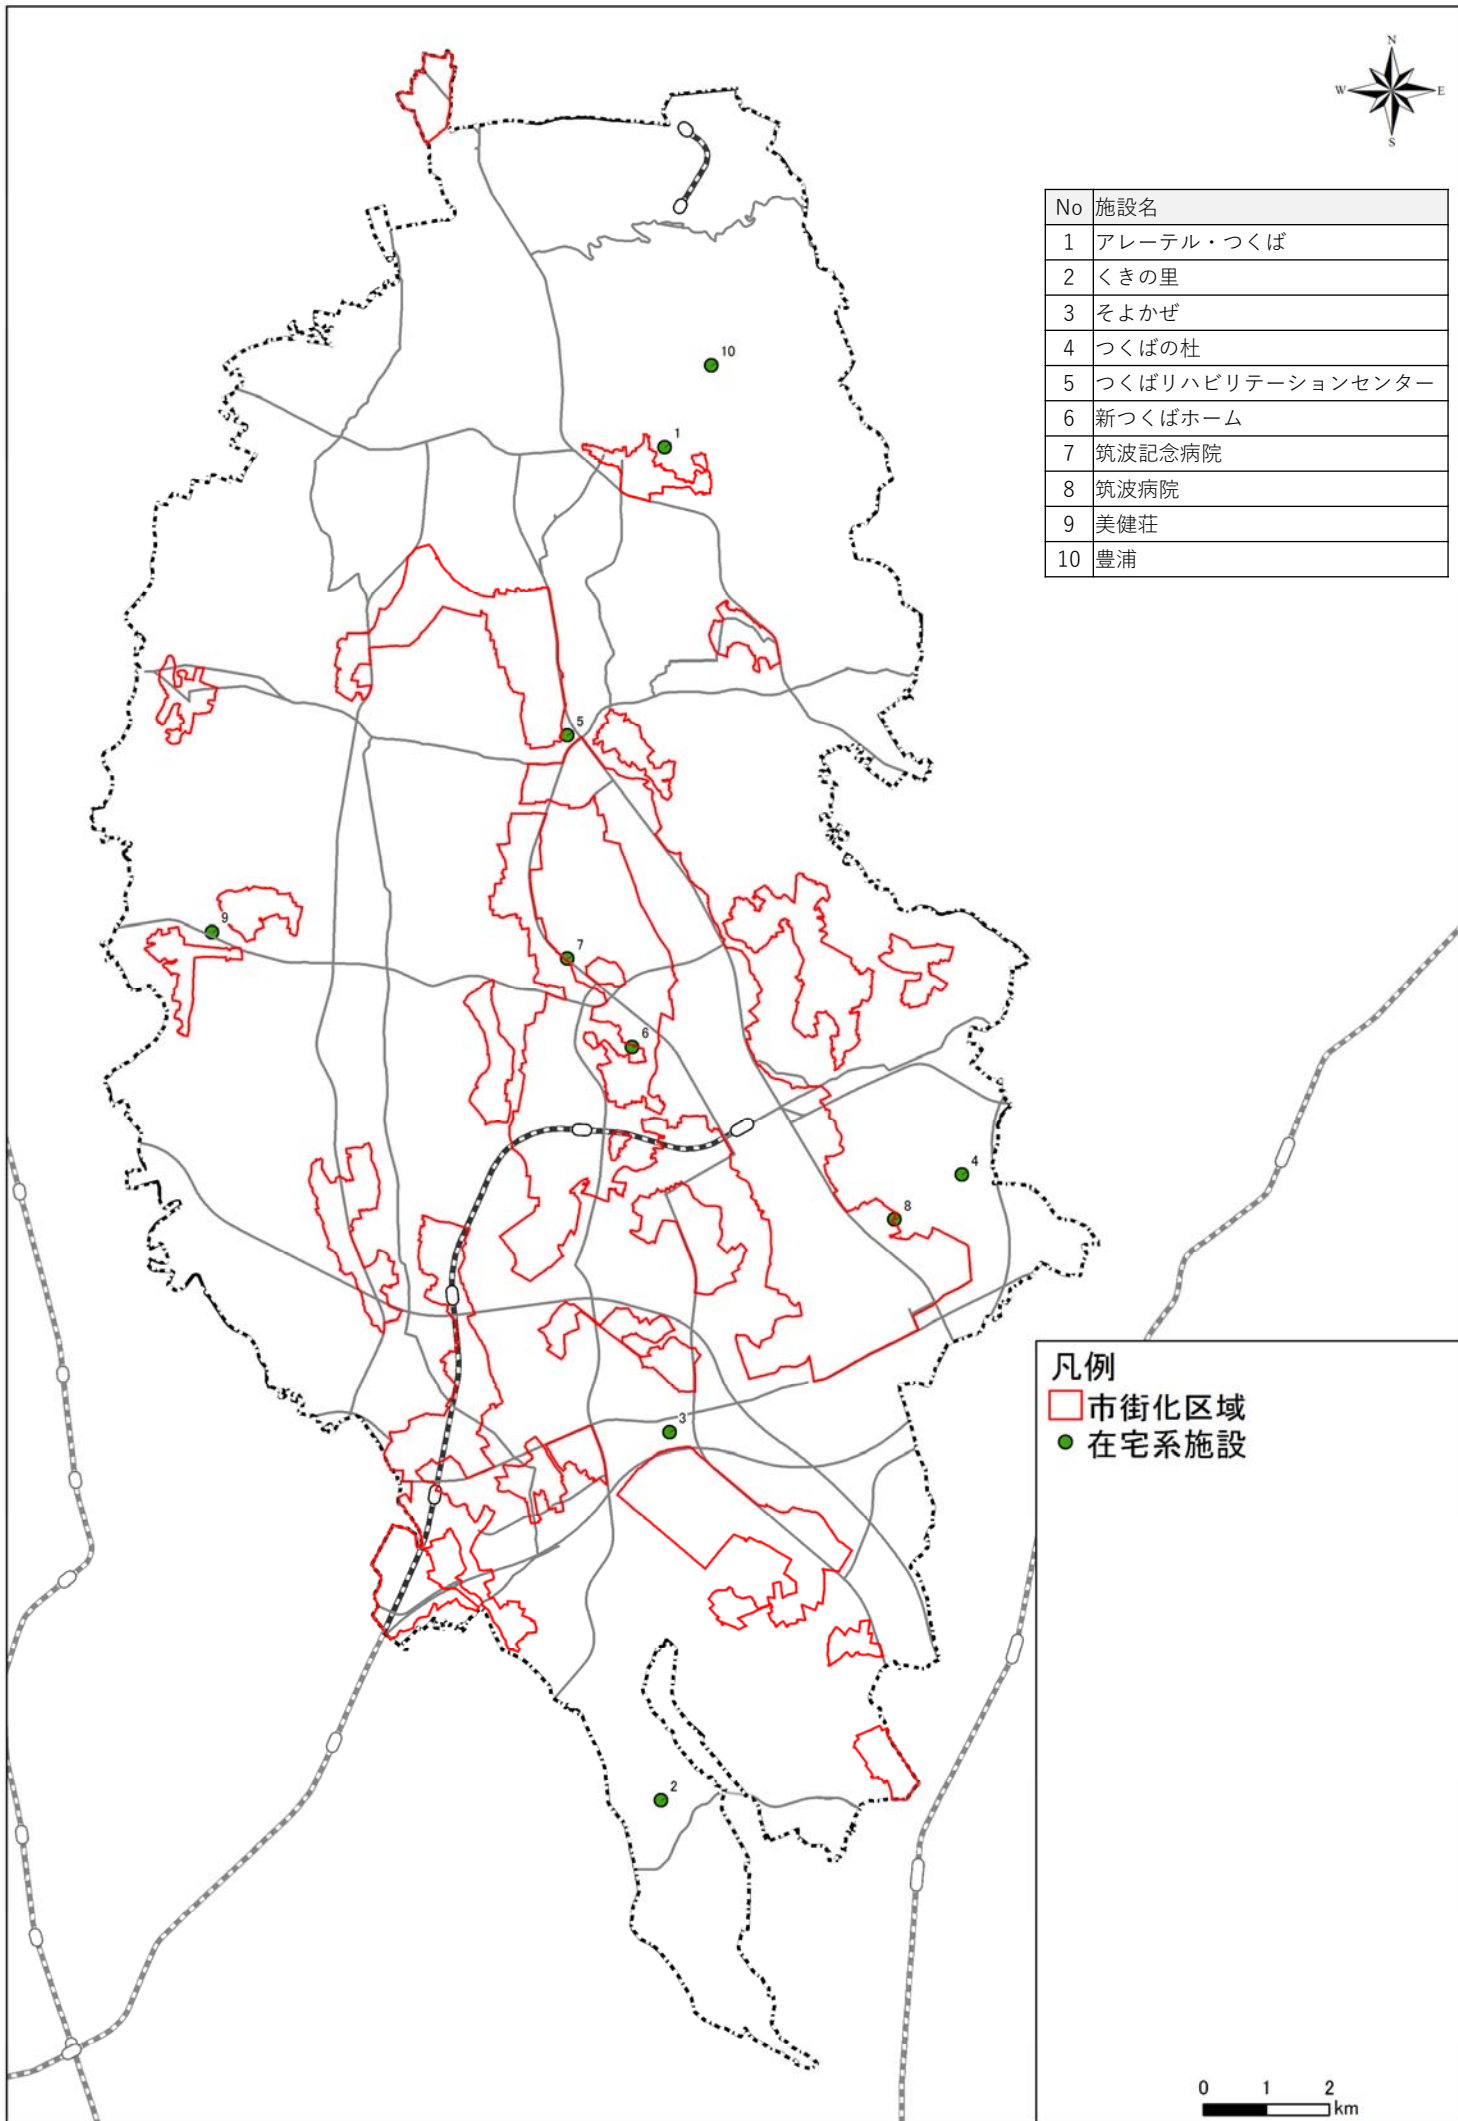 N
W E
S
No 施設名
1 アレーテル・つくば
2 くきの里
3 そよかぜ
4 つくばの杜
5 つくばリハビリテーションセンター
6 新つくばホーム
7 筑波記念病院
8 筑波病院
9 美健荘
10 豊浦
10
1
5
9
7
6
4
8
3
2
凡例
市街化区域
在宅系施設
0 1 2
km